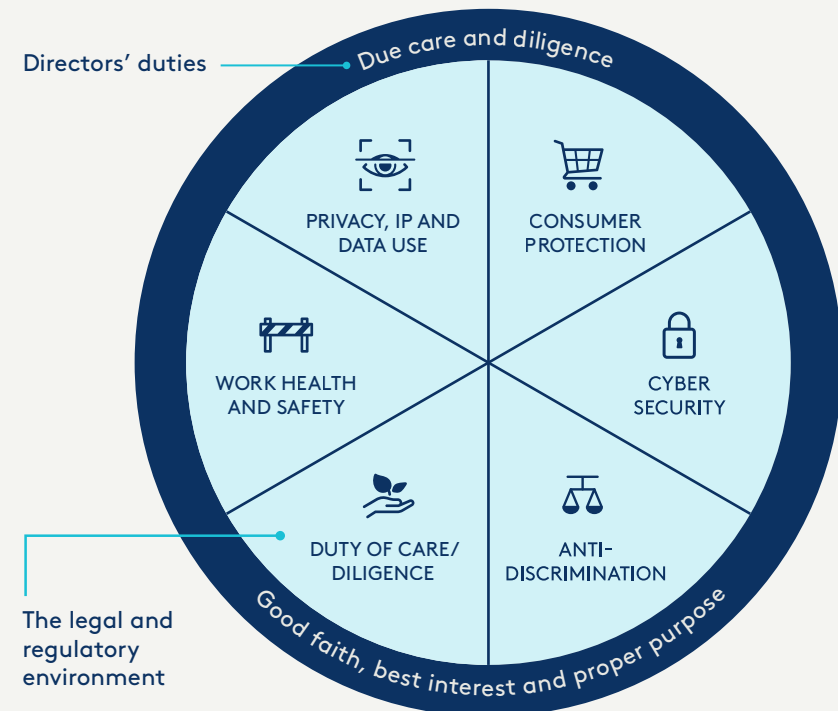 Directors' duties
Due care and diligence
PRIVACY, IP AND
DATA USE
CONSUMER
PROTECTION
WORK HEALTH
AND SAFETY
CYBER
SECURITY
DUTY OF CARE/
DILIGENCE
ANTI-
DISCRIMINATION
Good faith, best interest and proper purpose
The legal and
regulatory
environment